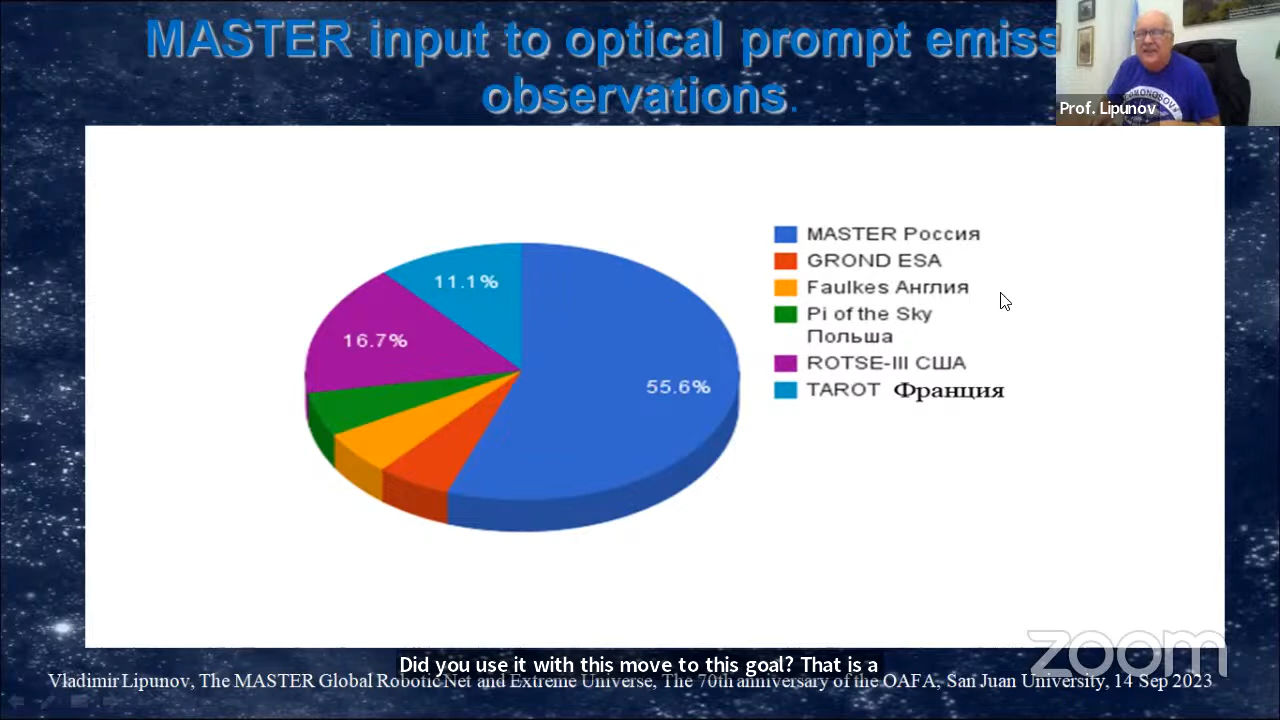 MASTER input to optical prompt emiss
observations.
Prof. Lipunov
MASTER Россия
GROND ESA
Faulkes Англия
Pi of the Sky
Польша
ROTSE-III США
TAROT Франция
11.1%
16.7%
55.6%
zoom
Did you use it with this move to this goal? That is a
Vladimir Lipunov, The MASTER Global Robotic Net and Extreme Universe, The 70th anniversary of the OAFA, San Juan University, 14 Sep 2023